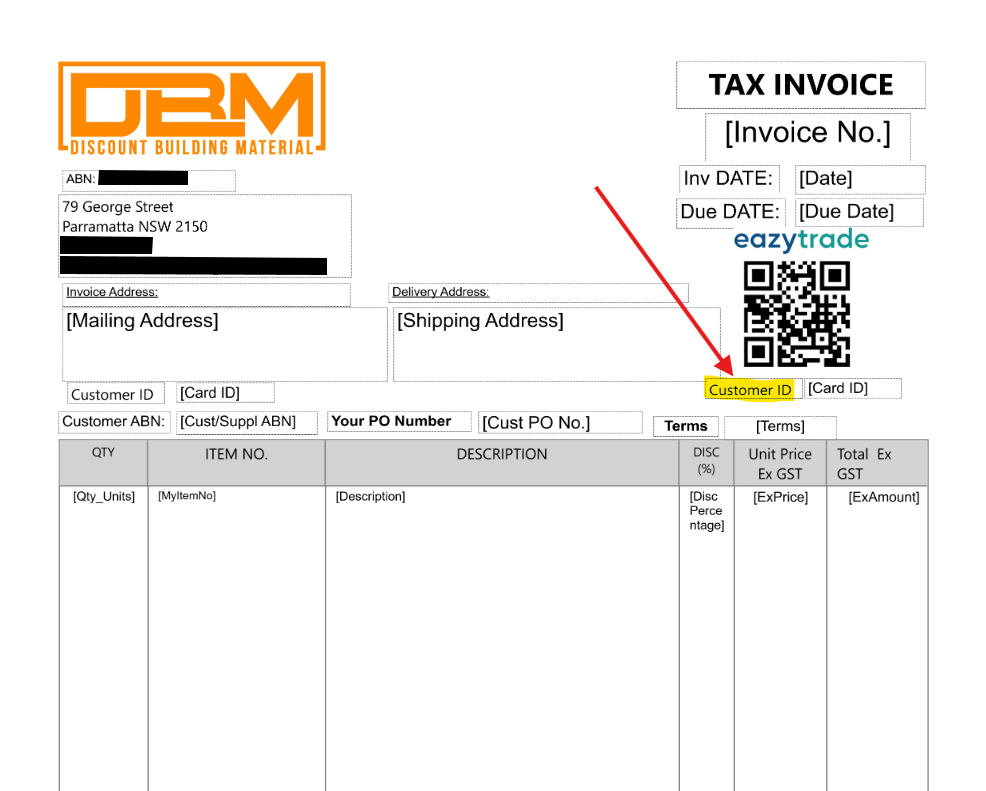 DBM
DISCOUNT BUILDING MATERIAL
TAX INVOICE
[Invoice No.]
ABN:
Inv DATE: [Date]
79 George Street
Parramatta NSW 2150
Due DATE: [Due Date]
eazytrade
Invoice Address: Delivery Address:
[Mailing Address] [Shipping Address]
Customer ID [Card ID] Customer ID [Card ID]
Customer ABN: [Cust/Suppl ABN] Your PO Number [Cust PO No.] Terms [Terms]
QTY ITEM NO. DESCRIPTION DISC (%) Unit Price Ex GST Total Ex GST
[Qty_Units] [MyItemNo] [Description] [Disc Perce ntage] [ExPrice] [ExAmount]